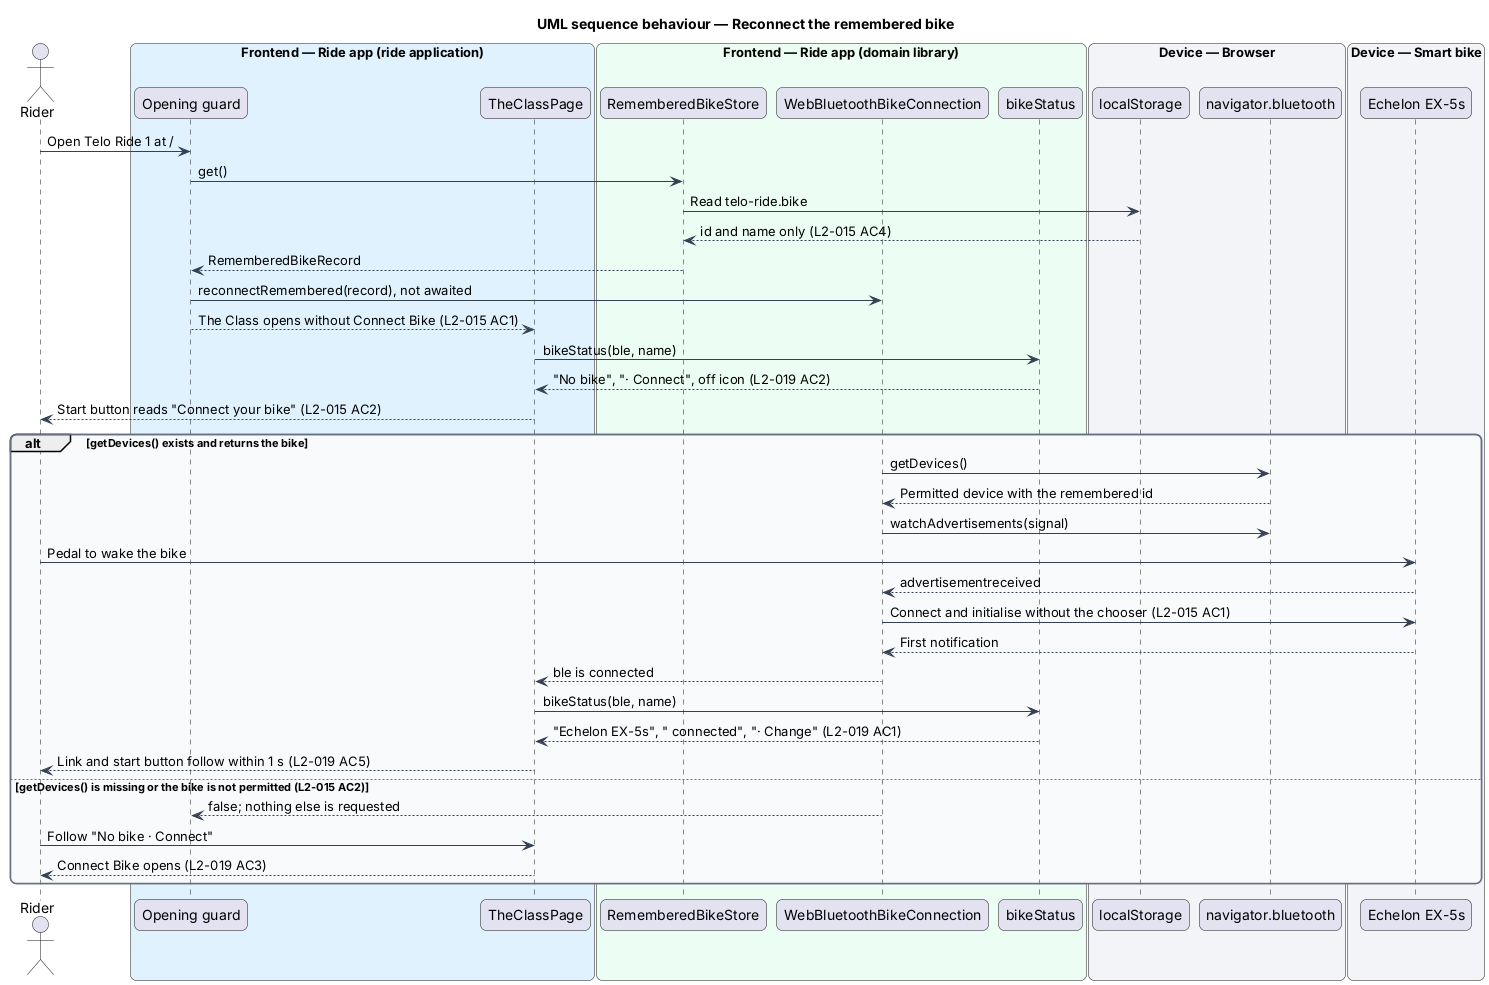 UML sequence behaviour — Reconnect the remembered bike
Frontend — Ride app (ride application)
Frontend — Ride app (domain library)
Device — Browser
Device — Smart bike
Rider
Opening guard
TheClassPage
RememberedBikeStore
WebBluetoothBikeConnection
bikeStatus
localStorage
navigator.bluetooth
Echelon EX-5s
Open Telo Ride 1 at /
get()
Read telo-ride.bike
id and name only (L2-015 AC4)
RememberedBikeRecord
reconnectRemembered(record), not awaited
The Class opens without Connect Bike (L2-015 AC1)
bikeStatus(ble, name)
"No bike", "· Connect", off icon (L2-019 AC2)
Start button reads "Connect your bike" (L2-015 AC2)
alt
[getDevices() exists and returns the bike]
getDevices()
Permitted device with the remembered id
watchAdvertisements(signal)
Pedal to wake the bike
advertisementreceived
Connect and initialise without the chooser (L2-015 AC1)
First notification
ble is connected
bikeStatus(ble, name)
"Echelon EX-5s", " connected", "· Change" (L2-019 AC1)
Link and start button follow within 1 s (L2-019 AC5)
[getDevices() is missing or the bike is not permitted (L2-015 AC2)]
false; nothing else is requested
Follow "No bike · Connect"
Connect Bike opens (L2-019 AC3)
Rider
Opening guard
TheClassPage
RememberedBikeStore
WebBluetoothBikeConnection
bikeStatus
localStorage
navigator.bluetooth
Echelon EX-5s